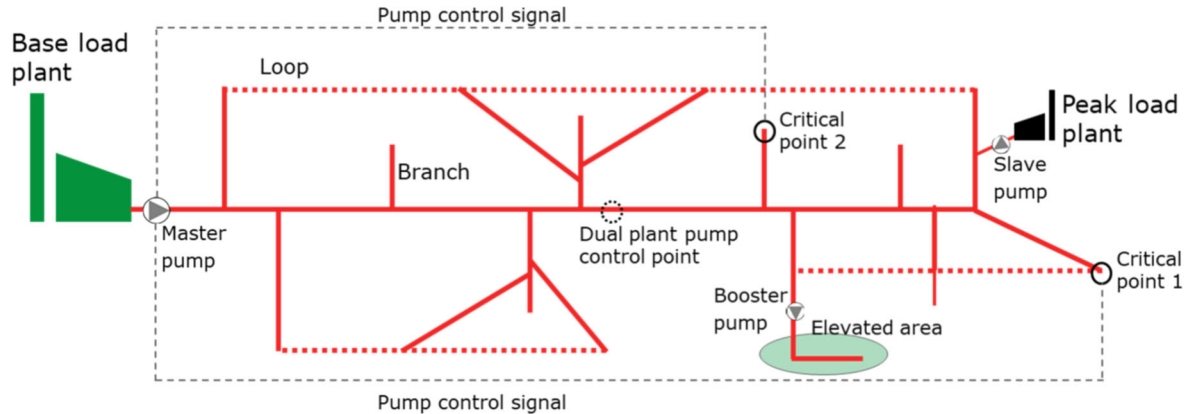 Pump control signal
Base load
plant
Loop
Peak load
plant
Critical
point 2
Branch
Slave
pump
Master
pump
Dual plant pump
control point
Critical
point 1
Booster
pump
Elevated area
Pump control signal